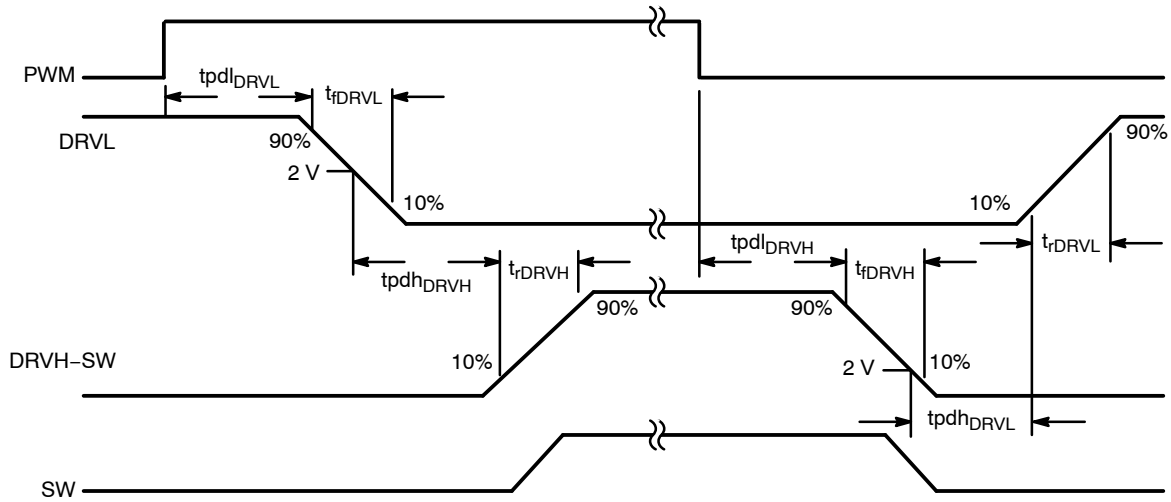 PWM
tpdl_DRVL
t_fDRVL
DRVL
90%
2 V
10%
90%
10%
tpdh_DRVH
t_rDRVH
tpdl_DRVH
t_fDRVH
t_rDRVL
90%
90%
DRVH–SW
10%
2 V
10%
tpdh_DRVL
SW